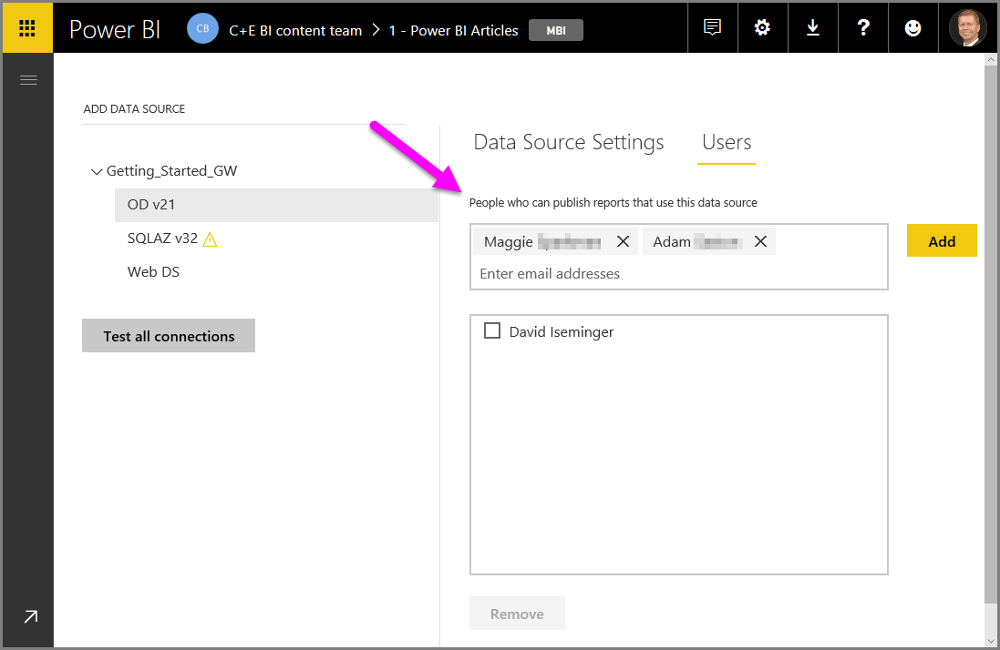 Power BI
CB
C+E BI content team
1 - Power BI Articles
MBI
?
ADD DATA SOURCE
Getting_Started_GW
OD v21
SQLAZ v32
Web DS
Test all connections
Data Source Settings
Users
People who can publish reports that use this data source
Maggie
Adam
Enter email addresses
Add
David Iseminger
Remove